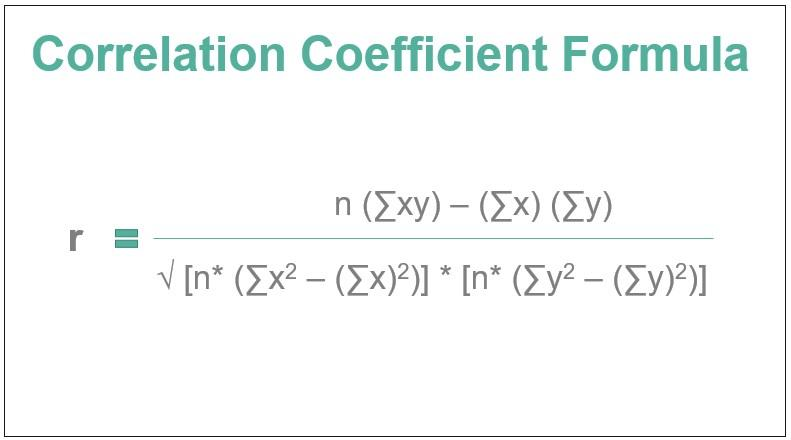 Correlation Coefficient Formula
n (∑xy) – (∑x) (∑y)
r =
√ [n* (∑x² – (∑x)²)] * [n* (∑y² – (∑y)²)]